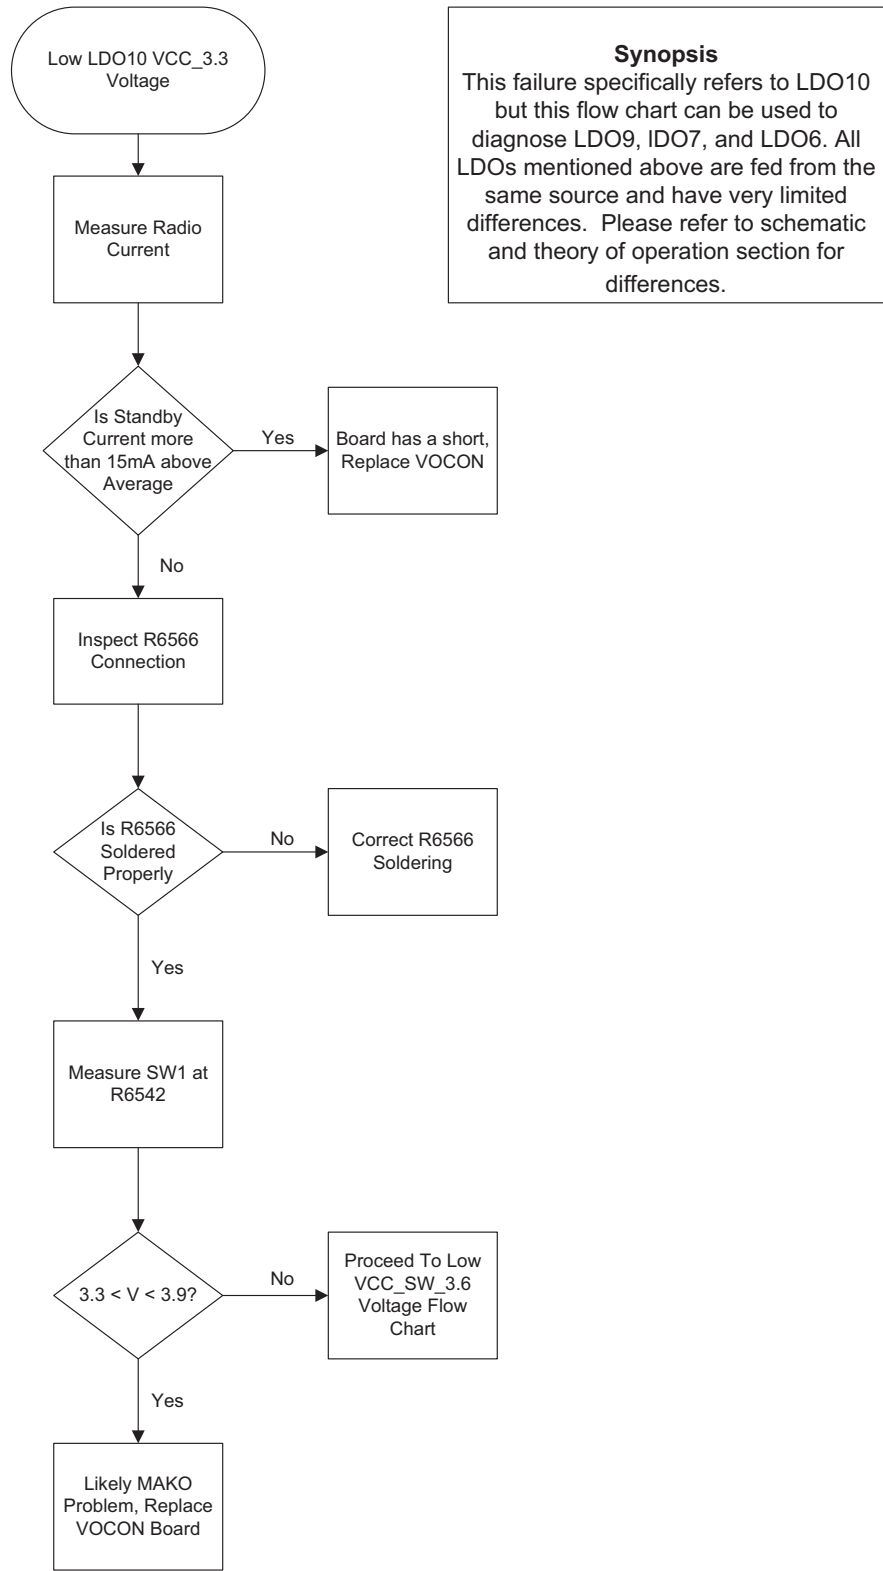 Low LDO10 VCC_3.3
Voltage
Synopsis
This failure specifically refers to LDO10
but this flow chart can be used to
diagnose LDO9, lDO7, and LDO6. All
LDOs mentioned above are fed from the
same source and have very limited
differences.  Please refer to schematic
and theory of operation section for
differences.
Measure Radio
Current
Is Standby
Current more
than 15mA above
Average
Yes
Board has a short,
Replace VOCON
No
Inspect R6566
Connection
Is R6566
Soldered
Properly
No
Correct R6566
Soldering
Yes
Measure SW1 at
R6542
3.3 < V < 3.9?
No
Proceed To Low
VCC_SW_3.6
Voltage Flow
Chart
Yes
Likely MAKO
Problem, Replace
VOCON Board